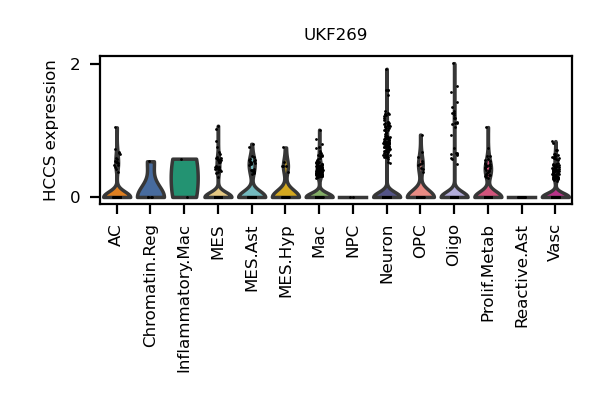 UKF269
HCCS expression
2
0
AC
Chromatin.Reg
Inflammatory.Mac
MES
MES.Ast
MES.Hyp
Mac
NPC
Neuron
OPC
Oligo
Prolif.Metab
Reactive.Ast
Vasc